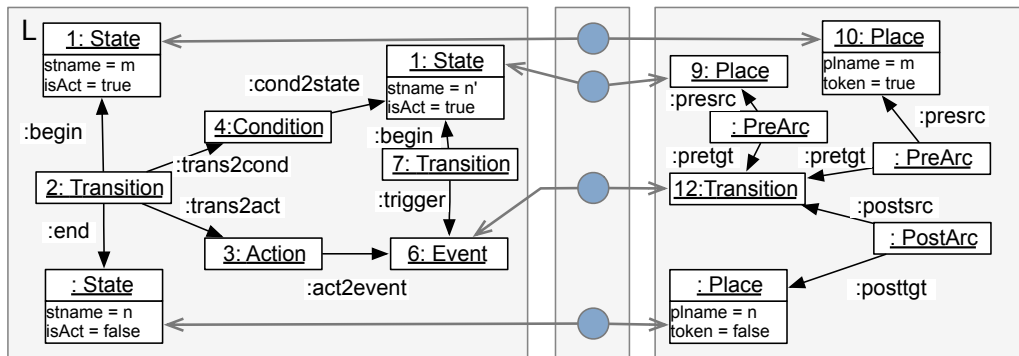 L
1: State
stname = m
isAct = true
:begin
2: Transition
:end
: State
stname = n
isAct = false
:cond2state
4:Condition
:trans2cond
:trans2act
3: Action
:act2event
1: State
stname = n'
isAct = true
:begin
7: Transition
:trigger
6: Event
10: Place
plname = m
token = true
9: Place
:presrc
: PreArc
:pretgt
:presrc
: PreArc
:pretgt
12:Transition
:postsrc
: PostArc
:posttgt
: Place
plname = n
token = false